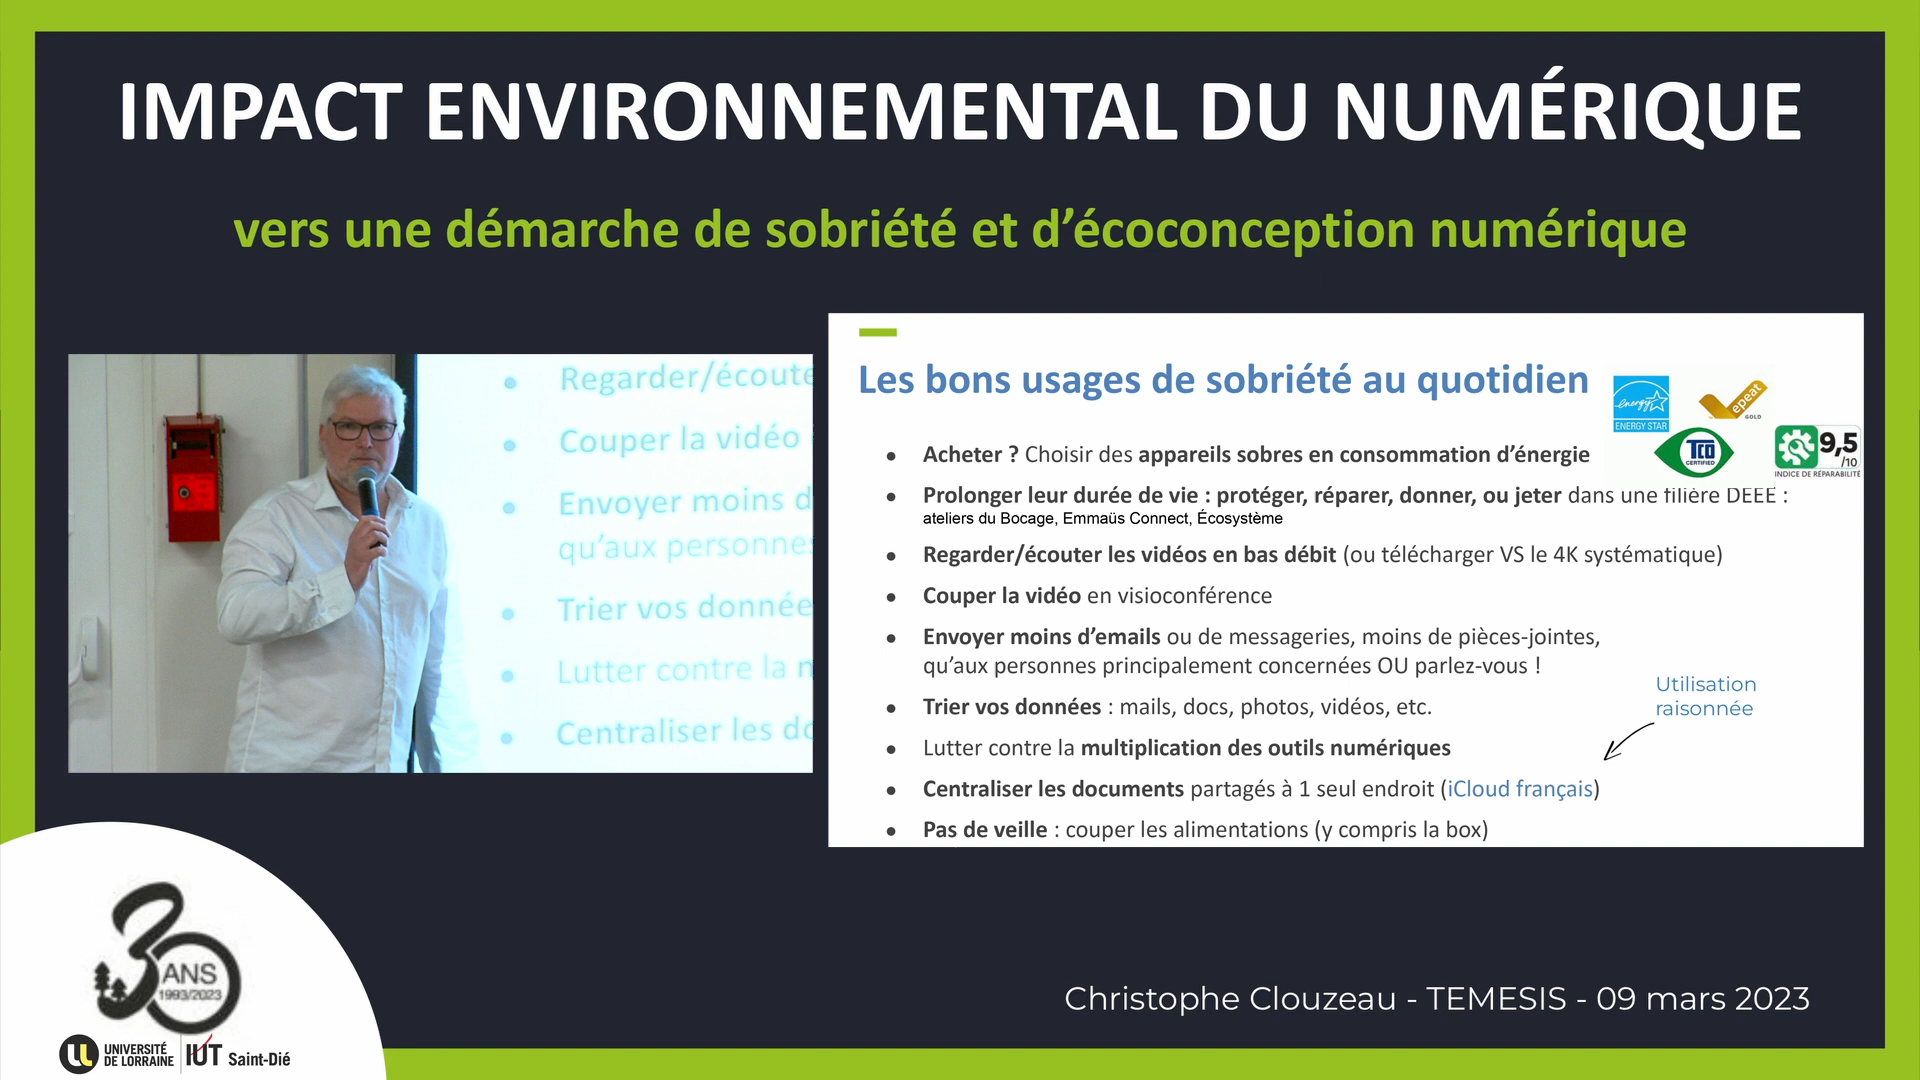 IMPACT ENVIRONNEMENTAL DU NUMÉRIQUE
vers une démarche de sobriété et d’écoconception numérique
Regarder/écoute
Couper la vidéo
Envoyer moins d
qu’aux personnes
Trier vos donnée
Lutter contre la m
Centraliser les do
Les bons usages de sobriété au quotidien
energy
ENERGY STAR
epeat
GOLD
TCO
CERTIFIED
9,5
/10
INDICE DE RÉPARABILITÉ
• Acheter ? Choisir des appareils sobres en consommation d’énergie
• Prolonger leur durée de vie : protéger, réparer, donner, ou jeter dans une filière DEEE :
ateliers du Bocage, Emmaüs Connect, Écosystème
• Regarder/écouter les vidéos en bas débit (ou télécharger VS le 4K systématique)
• Couper la vidéo en visioconférence
• Envoyer moins d’emails ou de messageries, moins de pièces-jointes,
qu’aux personnes principalement concernées OU parlez-vous !
• Trier vos données : mails, docs, photos, vidéos, etc.
• Lutter contre la multiplication des outils numériques
• Centraliser les documents partagés à 1 seul endroit (iCloud français)
• Pas de veille : couper les alimentations (y compris la box)
Utilisation
raisonnée
30
ANS
1993/2023
UNIVERSITÉ
DE LORRAINE
IUT Saint-Dié
Christophe Clouzeau - TEMESIS - 09 mars 2023